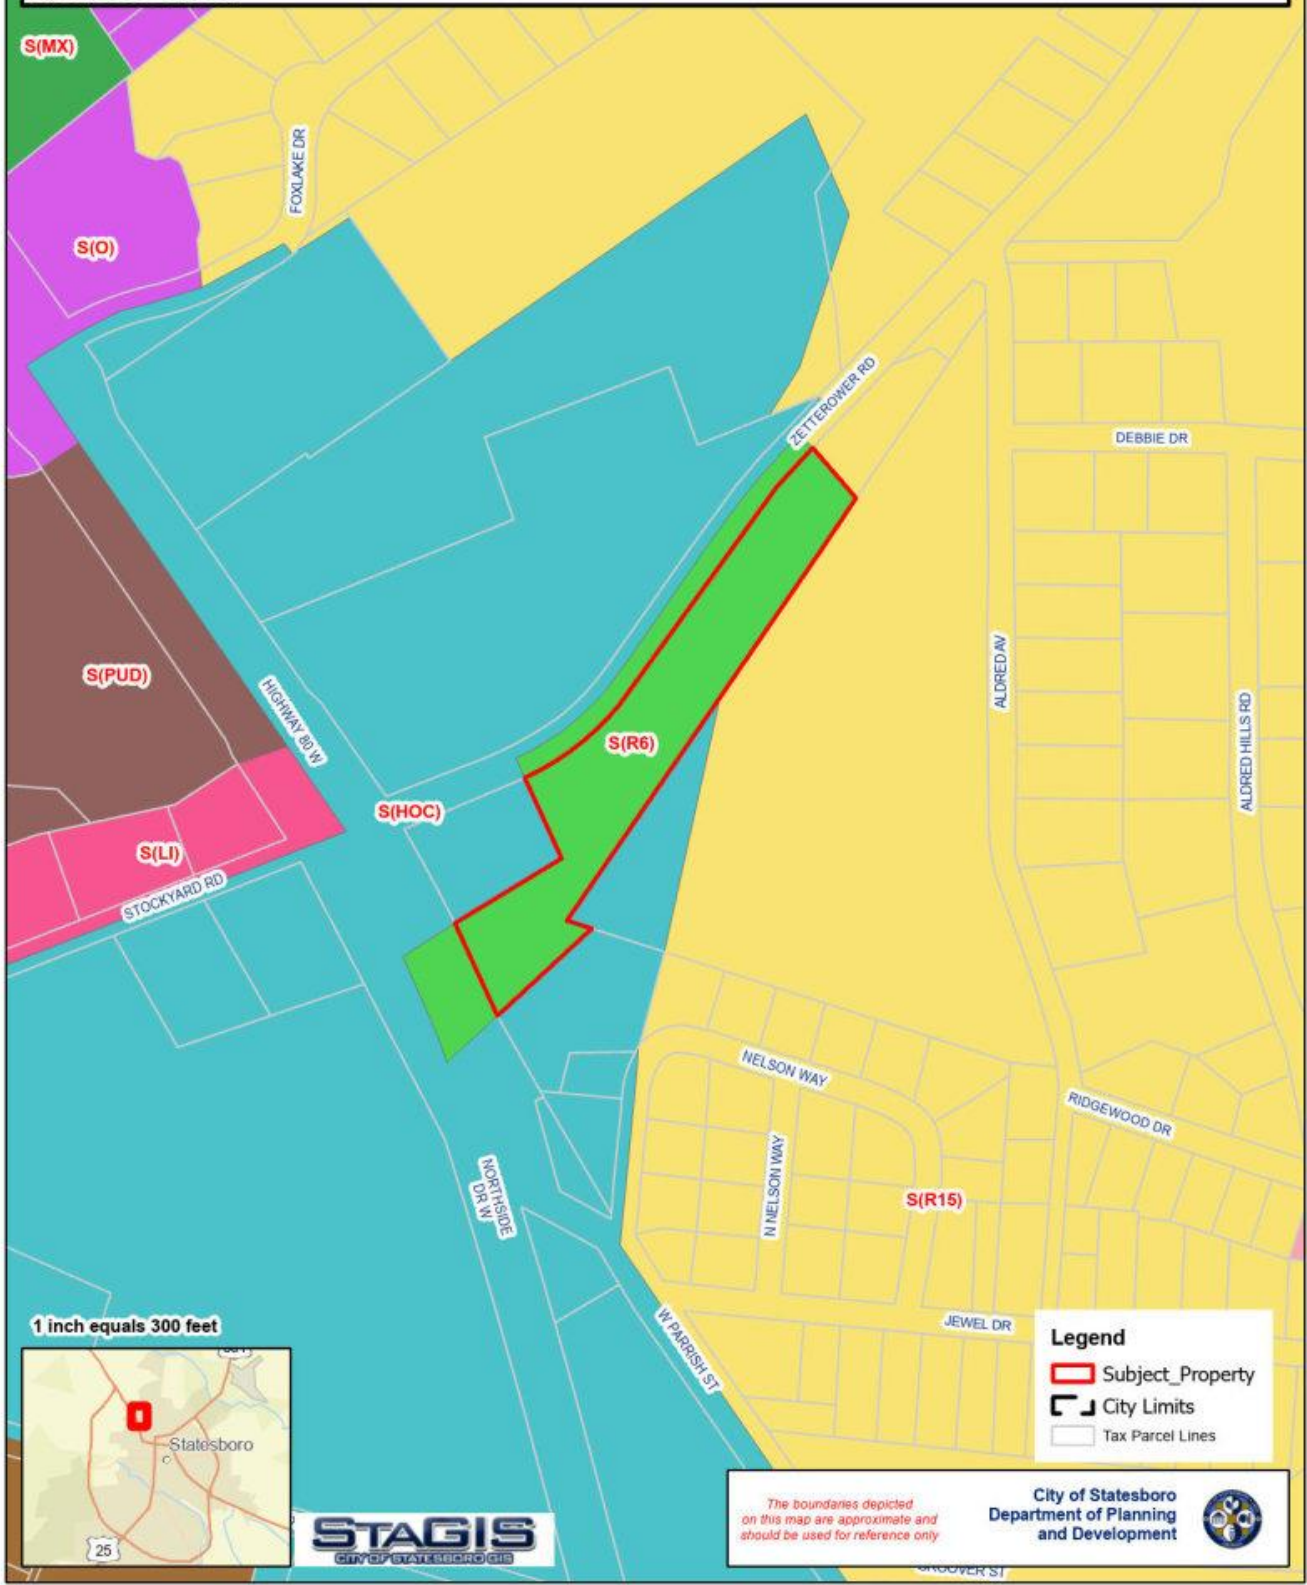 S(MX)
FOXLAKE DR
S(O)
ZETTEROWER RD
DEBBIE DR
S(PUD)
HIGHWAY 80 W
ALDRED AV
S(R6)
ALDRED HILLS RD
S(HOC)
S(LI)
STOCKYARD RD
NELSON WAY
RIDGEWOOD DR
N NELSON WAY
NORTHSIDE
DR W
S(R15)
W PARRISH ST
JEWEL DR
1 inch equals 300 feet
Statesboro
25
Legend
Subject_Property
City Limits
Tax Parcel Lines
STAGIS
CITY OF STATESBORO GIS
The boundaries depicted
on this map are approximate and
should be used for reference only
City of Statesboro
Department of Planning
and Development